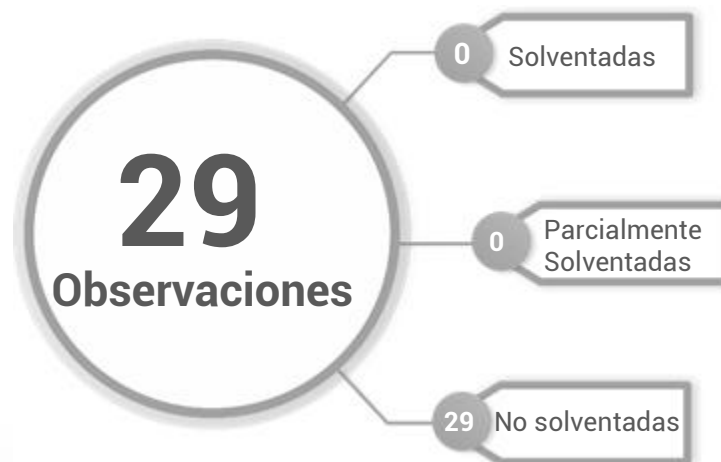 29
Observaciones
0
Solventadas
0
Parcialmente
Solventadas
29
No solventadas